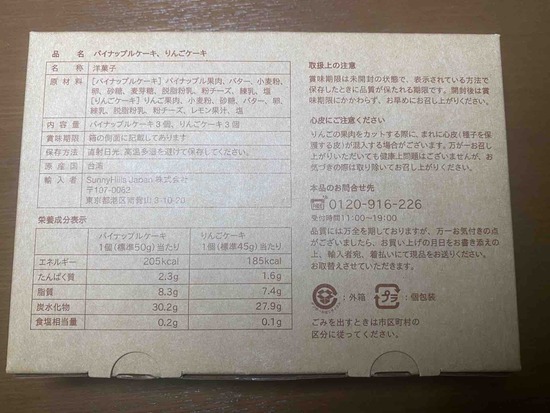 品名 パイナップルケーキ、りんごケーキ
名称 洋菓子
原材料 [パイナップルケーキ] パイナップル果肉、バター、小麦粉、
卵、砂糖、麦芽糖、脱脂粉乳、粉チーズ、練乳、塩
[りんごケーキ] りんご果肉、小麦粉、砂糖、バター、卵、
練乳、脱脂粉乳、粉チーズ、レモン果汁、塩
内容量 パイナップルケーキ3個、りんごケーキ3個
賞味期限 箱の側面に記載してあります
保存方法 直射日光、高温多湿を避けて保存してください。
原産国 台湾
輸入者 SunnyHills Japan 株式会社
〒107-0062
東京都港区南青山3-10-20
栄養成分表示
パイナップルケーキ りんごケーキ
1個(標準50g)当たり 1個(標準45g)当たり
エネルギー 205kcal 185kcal
たんぱく質 2.3g 1.6g
脂質 8.3g 7.4g
炭水化物 30.2g 27.9g
食塩相当量 0.2g 0.1g
取扱上の注意
賞味期限は未開封の状態で、表示されている方法で
保存したときに品質が保たれる期限です。開封後は賞
味期限にかかわらず、お早めにお召し上がりください。
心皮にご注意ください
りんごの果肉をカットする際に、まれに心皮(種子を保護
する皮)が混入する場合がございます。万が一お召し
上がりいただいても健康上問題はございませんが、お
気づきの際は取り除いてお召し上がりください。
本品のお問合せ先
0120-916-226
受付時間11:00~19:00
品質には万全を期しておりますが、万一お気付きの点
がございましたら、お買い上げの月日をお書き添えの
上、輸入者宛、着払いにて現品をお送りください。
お取替えさせていただきます。
:外箱 プラ :個包装
ごみを出すときは市区町村の
区分に従ってください。